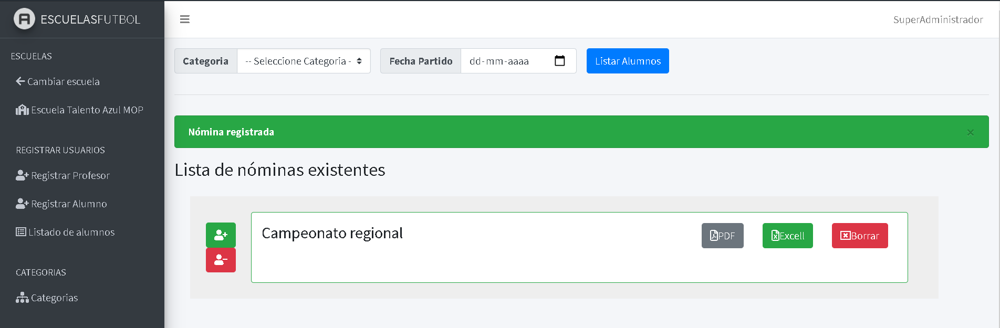 ESCUELASFUTBOL
SuperAdministrador
ESCUELAS
Cambiar escuela
Escuela Talento Azul MOP
REGISTRAR USUARIOS
Registrar Profesor
Registrar Alumno
Listado de alumnos
CATEGORIAS
Categorias
Categoria -- Seleccione Categoria - Fecha Partido dd-mm-aaaa Listar Alumnos
Nómina registrada ×
Lista de nóminas existentes
Campeonato regional PDF Excell Borrar